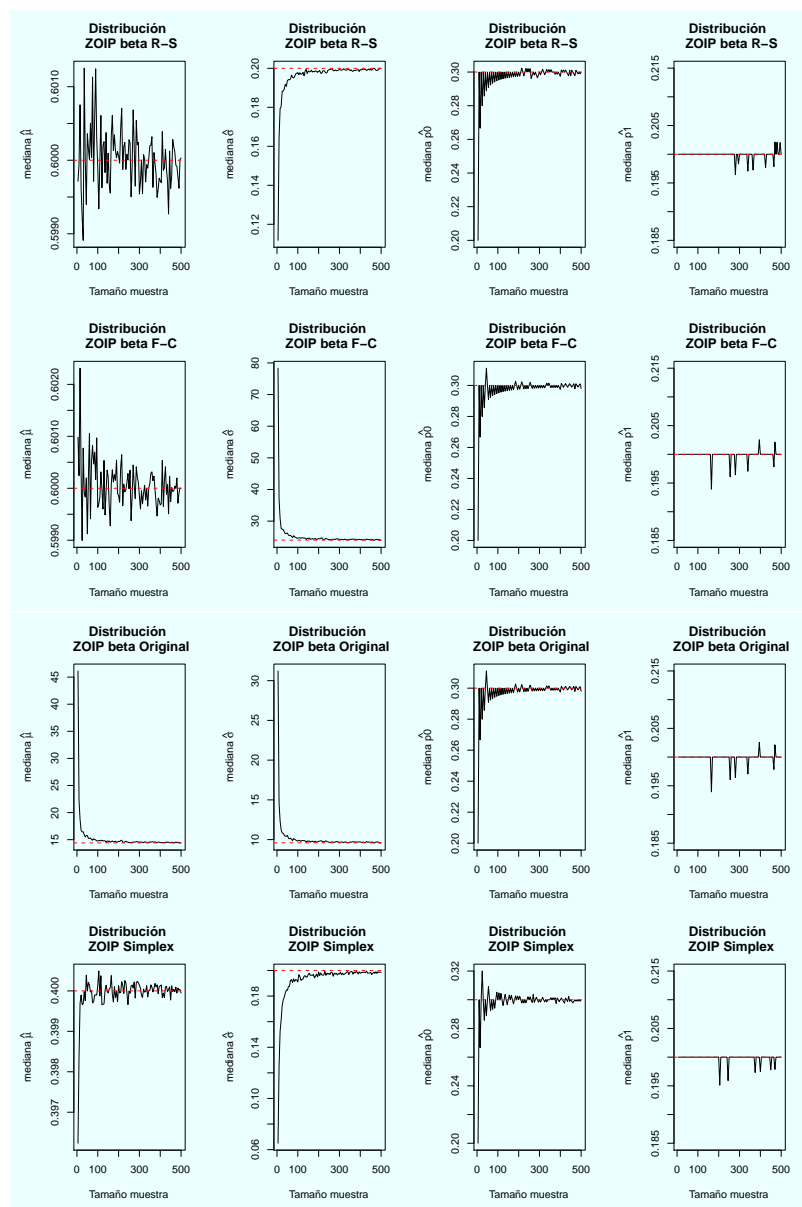 Distribución
ZOIP beta R−S
mediana μ̂
0.5990 0.6000 0.6010
0 100 300 500
Tamaño muestra
Distribución
ZOIP beta R−S
mediana σ̂
0.12 0.14 0.16 0.18 0.20
0 100 300 500
Tamaño muestra
Distribución
ZOIP beta R−S
mediana p̂0
0.20 0.22 0.24 0.26 0.28 0.30
0 100 300 500
Tamaño muestra
Distribución
ZOIP beta R−S
mediana p̂1
0.185 0.195 0.205 0.215
0 100 300 500
Tamaño muestra
Distribución
ZOIP beta F−C
mediana μ̂
0.5990 0.6000 0.6010 0.6020
0 100 300 500
Tamaño muestra
Distribución
ZOIP beta F−C
mediana σ̂
30 40 50 60 70 80
0 100 300 500
Tamaño muestra
Distribución
ZOIP beta F−C
mediana p̂0
0.20 0.22 0.24 0.26 0.28 0.30
0 100 300 500
Tamaño muestra
Distribución
ZOIP beta F−C
mediana p̂1
0.185 0.195 0.205 0.215
0 100 300 500
Tamaño muestra
Distribución
ZOIP beta Original
mediana μ̂
15 20 25 30 35 40 45
0 100 300 500
Tamaño muestra
Distribución
ZOIP beta Original
mediana σ̂
10 15 20 25 30
0 100 300 500
Tamaño muestra
Distribución
ZOIP beta Original
mediana p̂0
0.20 0.22 0.24 0.26 0.28 0.30
0 100 300 500
Tamaño muestra
Distribución
ZOIP beta Original
mediana p̂1
0.185 0.195 0.205 0.215
0 100 300 500
Tamaño muestra
Distribución
ZOIP Simplex
mediana μ̂
0.397 0.398 0.399 0.400
0 100 300 500
Tamaño muestra
Distribución
ZOIP Simplex
mediana σ̂
0.06 0.10 0.14 0.18
0 100 300 500
Tamaño muestra
Distribución
ZOIP Simplex
mediana p̂0
0.20 0.24 0.28 0.32
0 100 300 500
Tamaño muestra
Distribución
ZOIP Simplex
mediana p̂1
0.185 0.195 0.205 0.215
0 100 300 500
Tamaño muestra